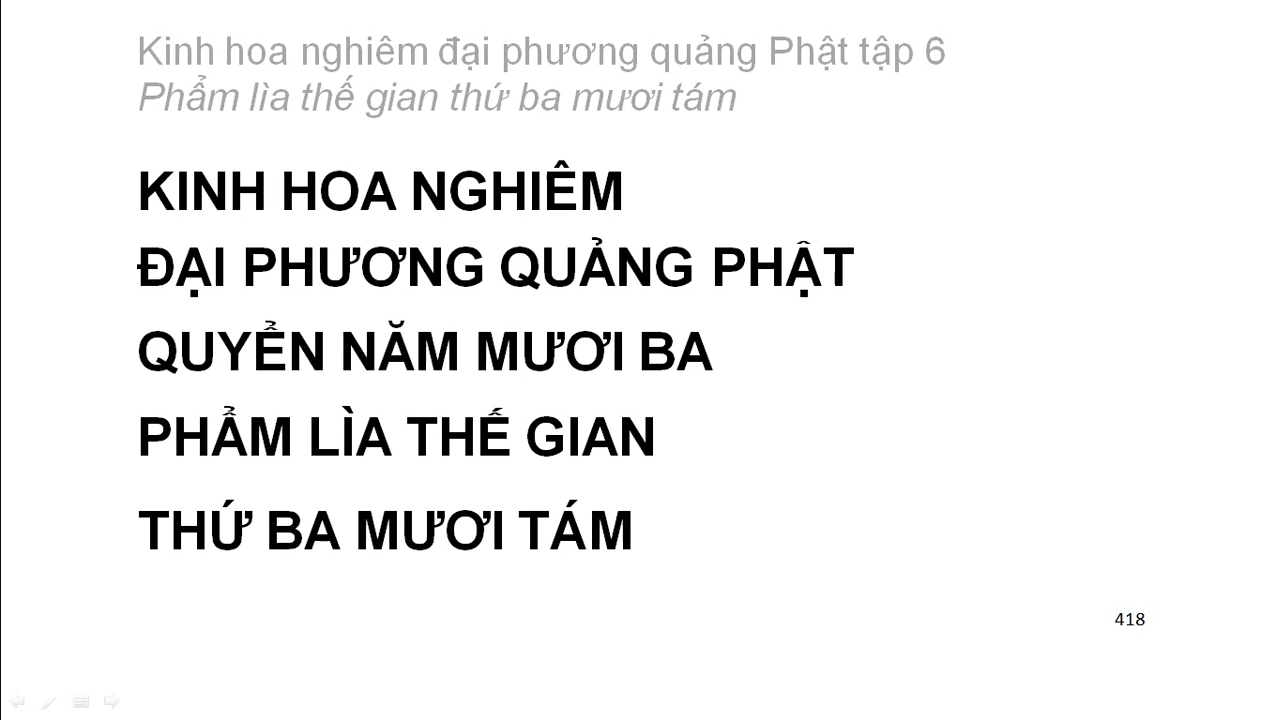 Kinh hoa nghiêm đại phương quảng Phật tập 6
Phẩm lìa thế gian thứ ba mươi tám
KINH HOA NGHIÊM
ĐẠI PHƯƠNG QUẢNG PHẬT
QUYỂN NĂM MƯƠI BA
PHẨM LÌA THẾ GIAN
THỨ BA MƯƠI TÁM
418